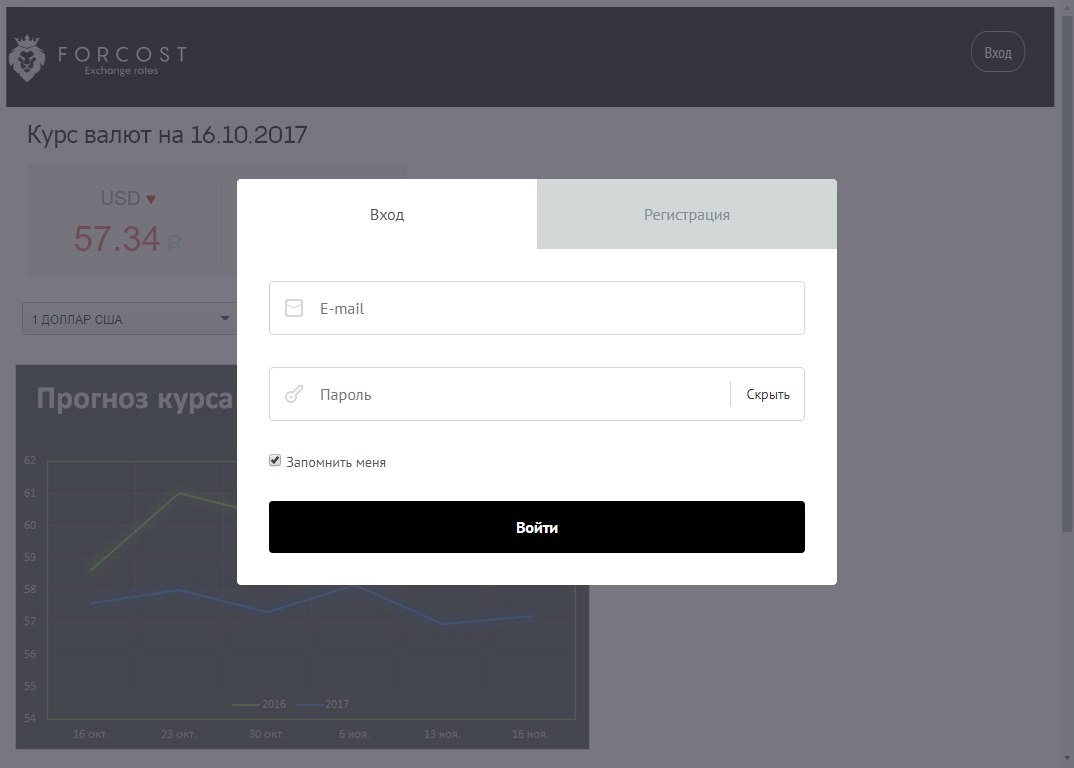 FORCOST
Exchange rates
Вход
Курс валют на 16.10.2017
USD
57.34 ₽
1 ДОЛЛАР США
Вход
Регистрация
E-mail
Пароль
Скрыть
Запомнить меня
Войти
Прогноз курса
62
61
60
59
58
57
56
55
54
2016
2017
16 окт.
23 окт.
30 окт.
6 ноя.
13 ноя.
16 ноя.